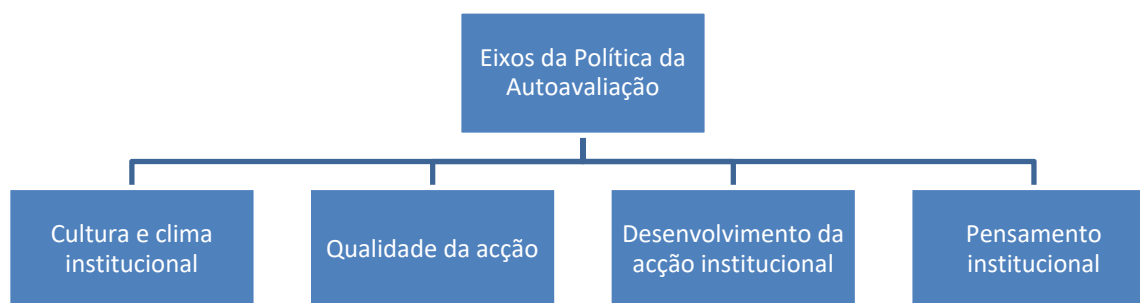 Eixos da Política da
Autoavaliação
Cultura e clima
institucional
Qualidade da acção
Desenvolvimento da
acção institucional
Pensamento
institucional